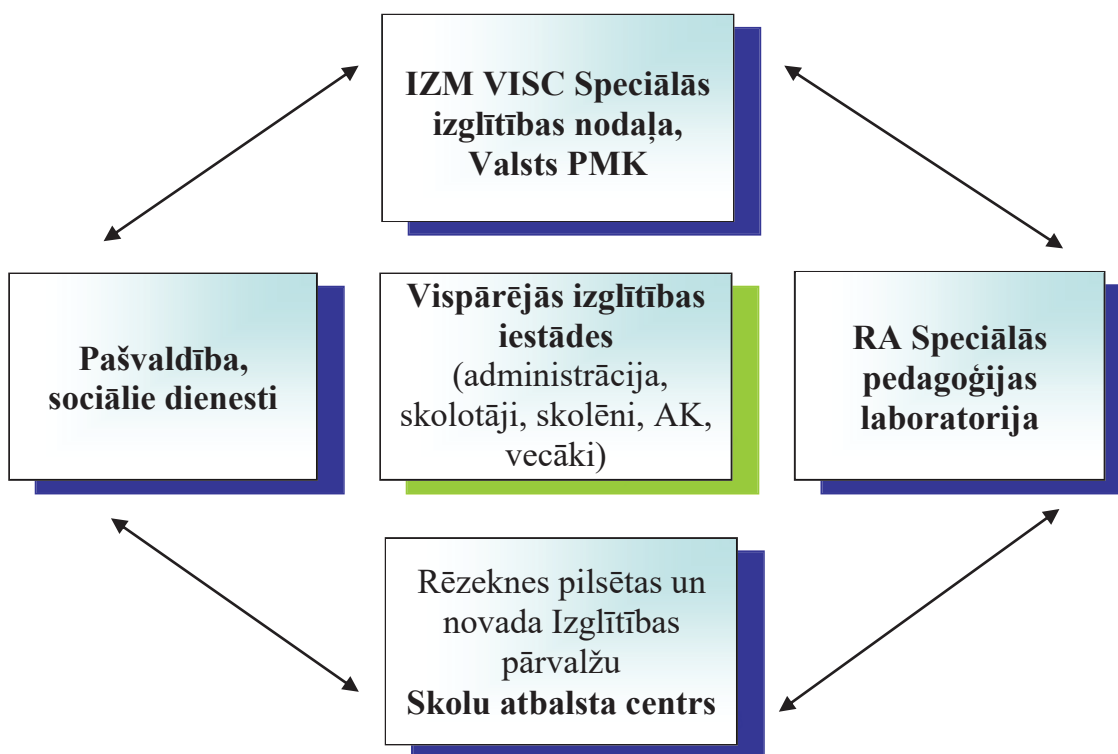 IZM VISC Speciālās
izglītības nodaļa,
Valsts PMK
Pašvaldība,
sociālie dienesti
Vispārējās izglītības
iestādes
(administrācija,
skolotāji, skolēni, AK,
vecāki)
RA Speciālās
pedagoģijas
laboratorija
Rēzeknes pilsētas un
novada Izglītības
pārvalžu
Skolu atbalsta centrs